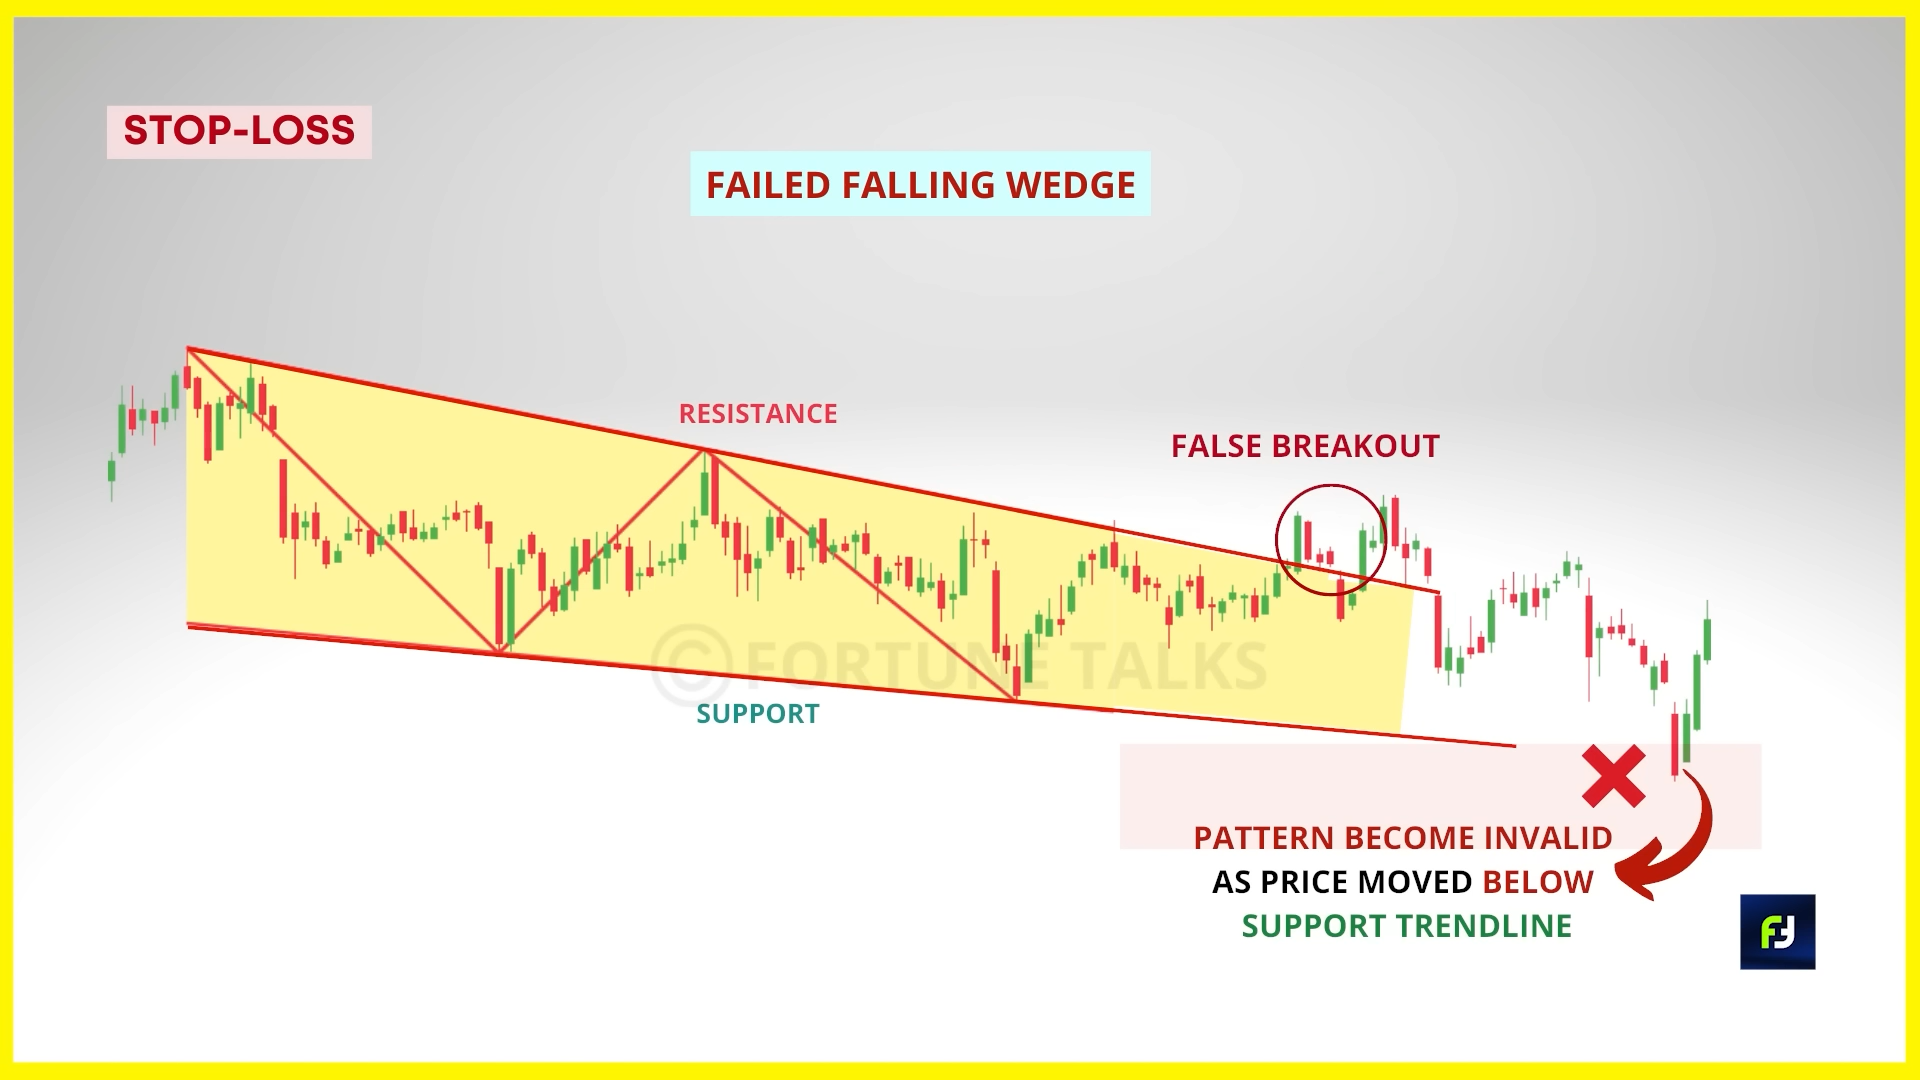 STOP-LOSS
FAILED FALLING WEDGE
RESISTANCE
FALSE BREAKOUT
© FORTUNE TALKS
SUPPORT
PATTERN BECOME INVALID
AS PRICE MOVED BELOW
SUPPORT TRENDLINE